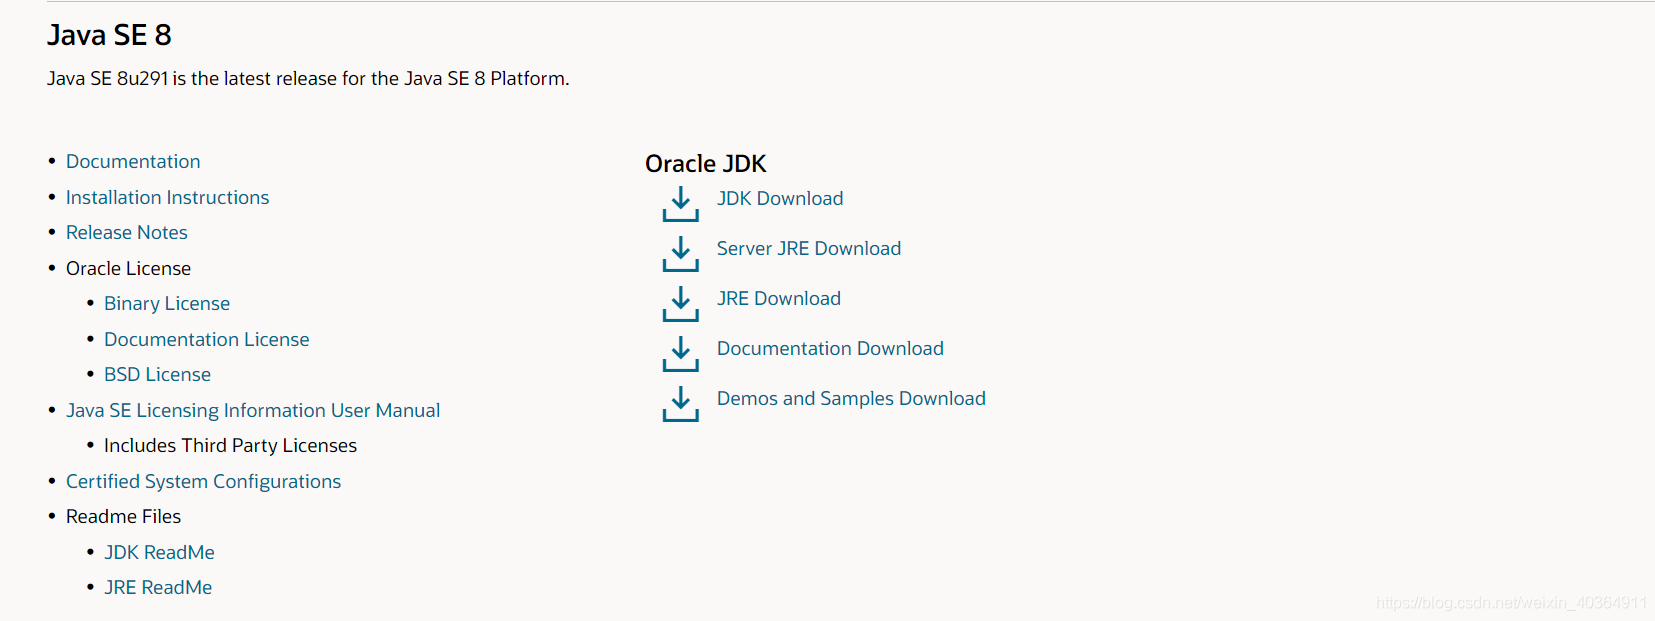 Java SE 8
Java SE 8u291 is the latest release for the Java SE 8 Platform.
Documentation
Installation Instructions
Release Notes
Oracle License
Binary License
Documentation License
BSD License
Java SE Licensing Information User Manual
Includes Third Party Licenses
Certified System Configurations
Readme Files
JDK ReadMe
JRE ReadMe
Oracle JDK
JDK Download
Server JRE Download
JRE Download
Documentation Download
Demos and Samples Download
https://blog.csdn.net/weixin_40364911